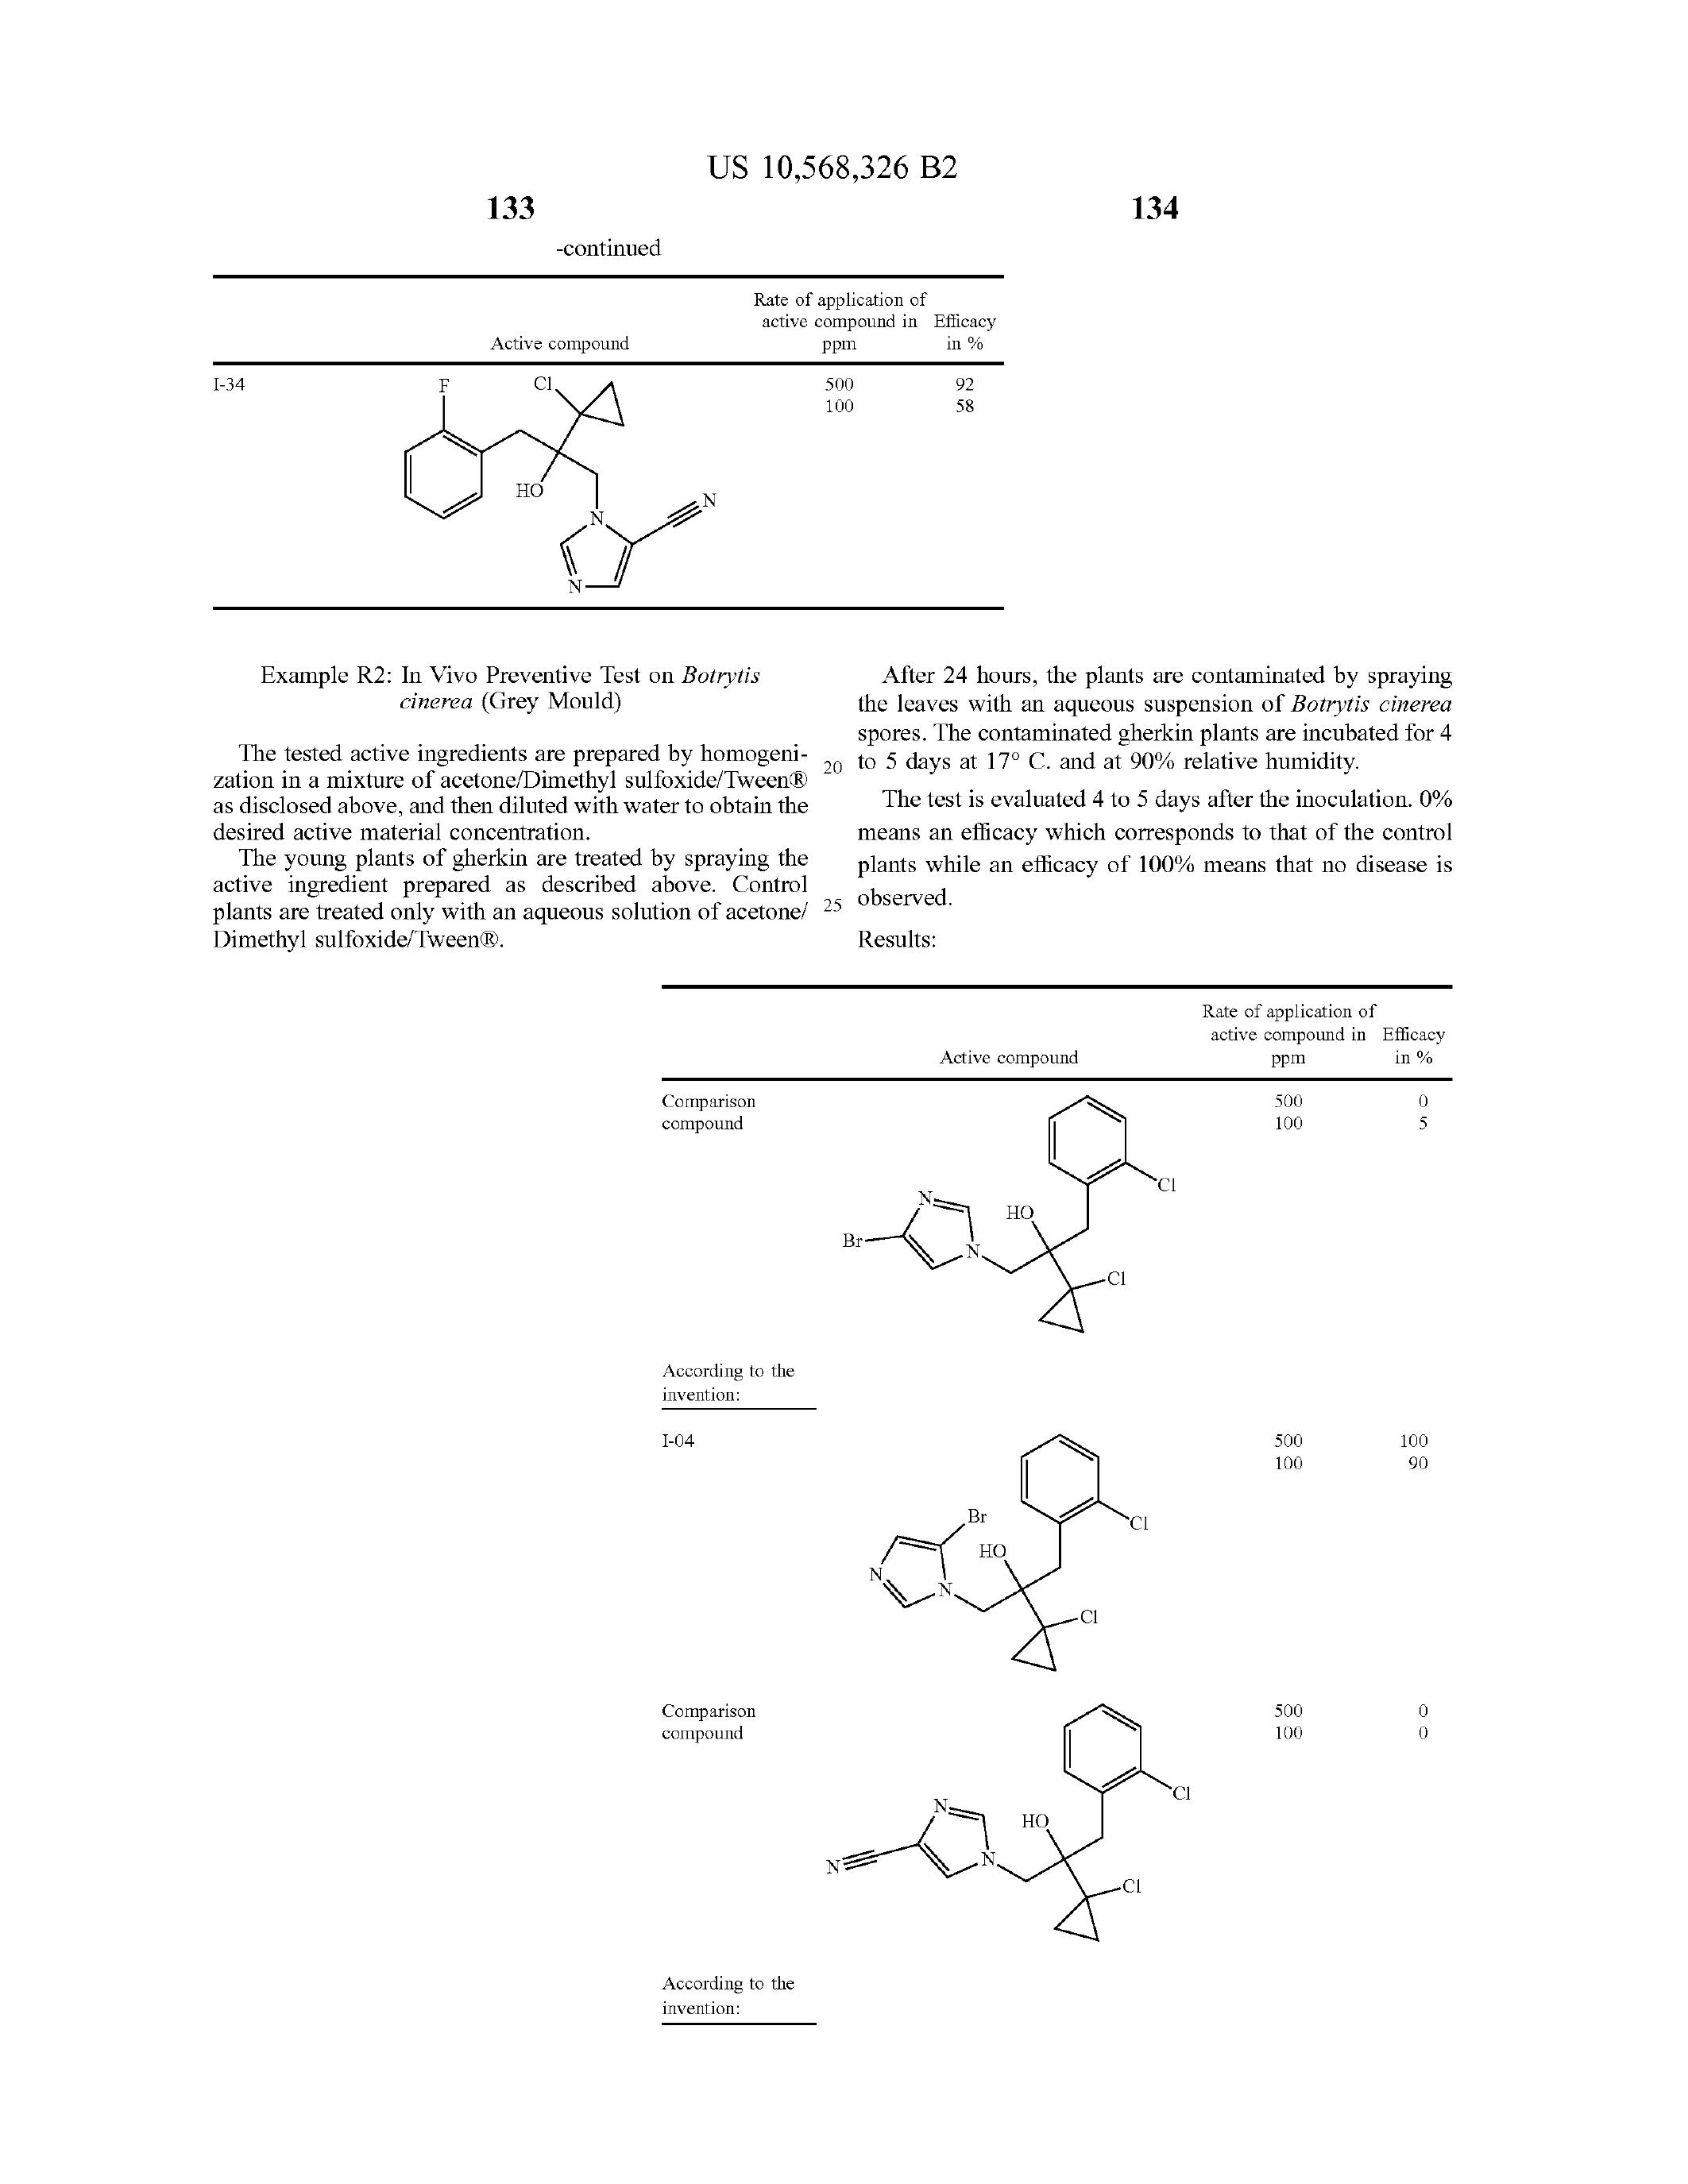 US 10,568,326 B2
133
134
-continued
Rate of application of
active compound in Efficacy
Active compound ppm in %
I-34 500 92
100 58
F
Cl
HO
N
N
N
Example R2: In Vivo Preventive Test on Botrytis
cinerea (Grey Mould)
The tested active ingredients are prepared by homogeni-
zation in a mixture of acetone/Dimethyl sulfoxide/Tween®
as disclosed above, and then diluted with water to obtain the
desired active material concentration.
The young plants of gherkin are treated by spraying the
active ingredient prepared as described above. Control
plants are treated only with an aqueous solution of acetone/
Dimethyl sulfoxide/Tween®.
After 24 hours, the plants are contaminated by spraying
the leaves with an aqueous suspension of Botrytis cinerea
spores. The contaminated gherkin plants are incubated for 4
20 to 5 days at 17° C. and at 90% relative humidity.
The test is evaluated 4 to 5 days after the inoculation. 0%
means an efficacy which corresponds to that of the control
plants while an efficacy of 100% means that no disease is
25 observed.
Results:
Rate of application of
active compound in Efficacy
Active compound ppm in %
Comparison 500 0
compound 100 5
Cl
N
HO
Br
N
Cl
According to the
invention:
I-04 500 100
100 90
Br
Cl
HO
N
N
Cl
Comparison 500 0
compound 100 0
Cl
N
HO
N
N
Cl
According to the
invention: